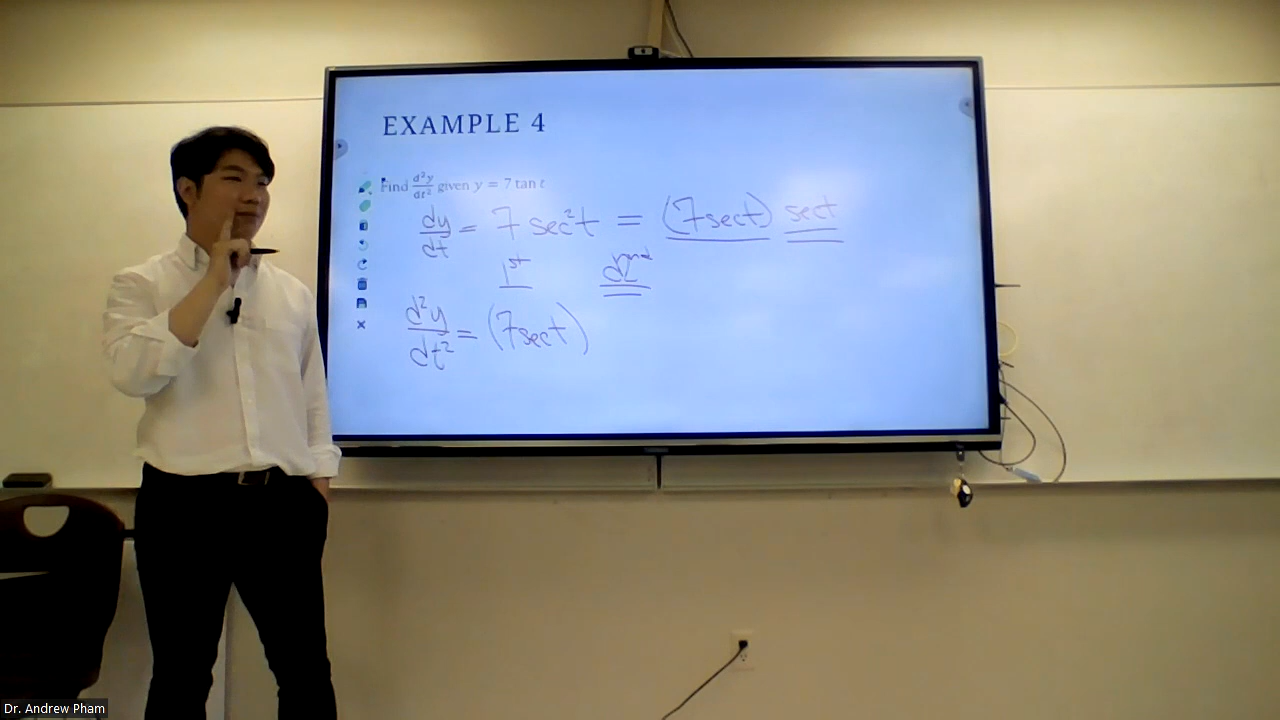 EXAMPLE 4
Find d²y/dt² given y = 7 tan t
dy/dt = 7 sec²t = (7sect) sect
1st 2nd
d²y/dt² = (7sect)
Dr. Andrew Pham